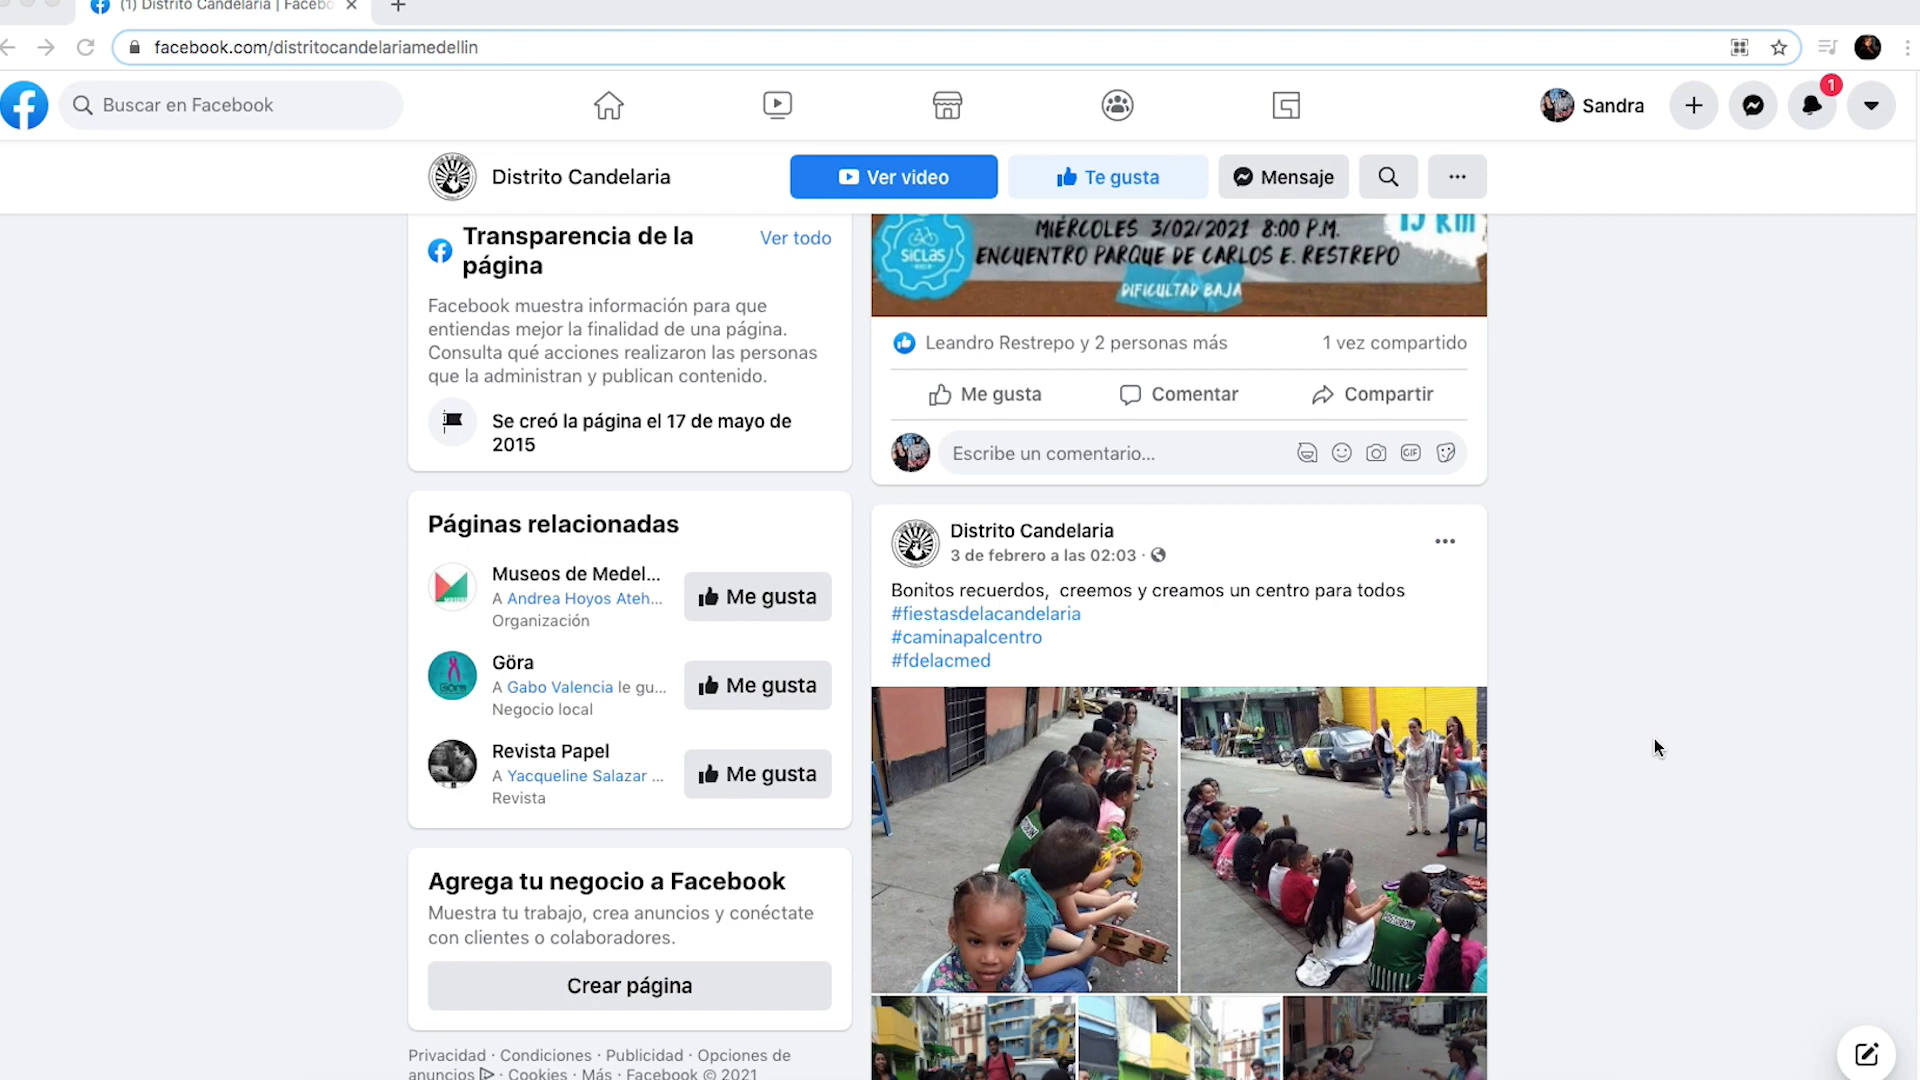 (1) Distrito Candelaria | Facebo
facebook.com/distritocandelariamedellin
Buscar en Facebook
Sandra
1
Distrito Candelaria
Ver video
Te gusta
Mensaje
Transparencia de la página
Ver todo
Facebook muestra información para que
entiendas mejor la finalidad de una página.
Consulta qué acciones realizaron las personas
que la administran y publican contenido.
Se creó la página el 17 de mayo de
2015
Páginas relacionadas
Museos de Medel...
A Andrea Hoyos Ateh...
Organización
Me gusta
Göra
A Gabo Valencia le gu...
Negocio local
Me gusta
Revista Papel
A Yacqueline Salazar ...
Revista
Me gusta
Agrega tu negocio a Facebook
Muestra tu trabajo, crea anuncios y conéctate
con clientes o colaboradores.
Crear página
Privacidad · Condiciones · Publicidad · Opciones de
anuncios · Cookies · Más · Facebook © 2021
MIÉRCOLES 3/02/2021 8:00 P.M.
15 Km
SICLAS
ENCUENTRO PARQUE DE CARLOS E. RESTREPO
DIFICULTAD BAJA
Leandro Restrepo y 2 personas más
1 vez compartido
Me gusta
Comentar
Compartir
Escribe un comentario...
GIF
Distrito Candelaria
3 de febrero a las 02:03 ·
Bonitos recuerdos,  creemos y creamos un centro para todos
#fiestasdelacandelaria
#caminapalcentro
#fdelacmed